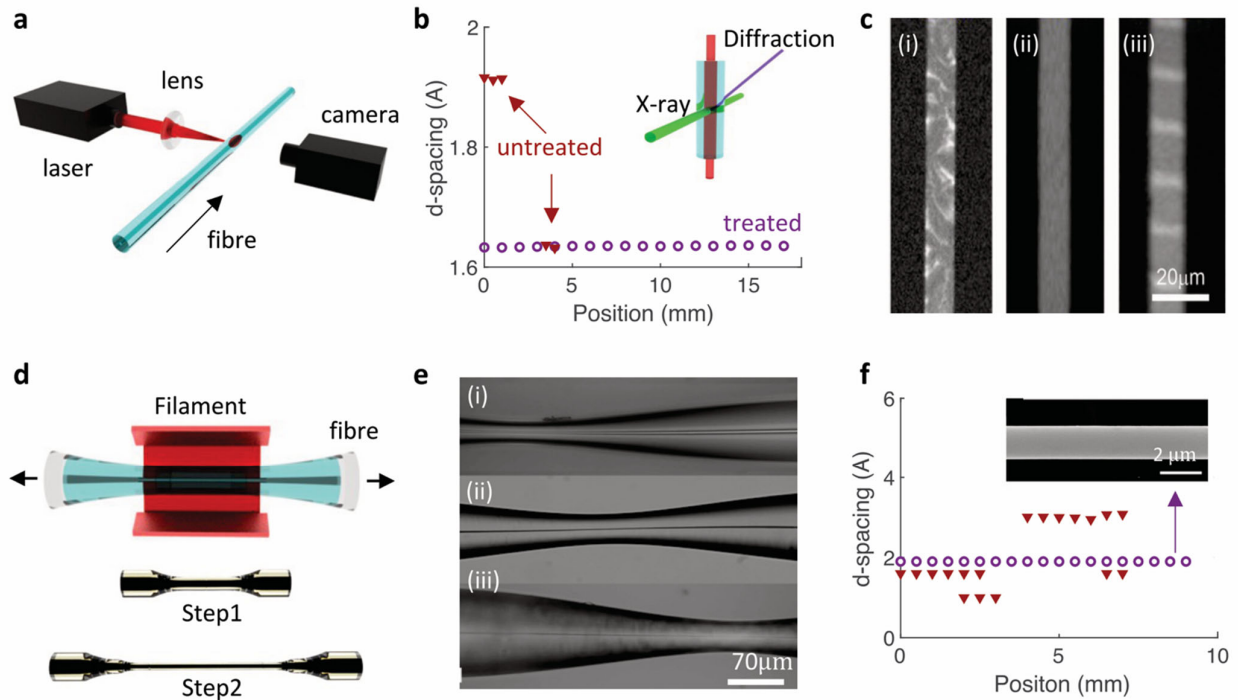 a
lens
camera
laser
fibre
b
2
1.8
1.6
d-spacing (A)
0
5
10
15
Position (mm)
untreated
treated
X-ray
Diffraction
c
(i)
(ii)
(iii)
20μm
d
Filament
fibre
Step1
Step2
e
(i)
(ii)
(iii)
70μm
f
6
4
2
0
d-spacing (A)
0
5
10
Positon (mm)
2 μm